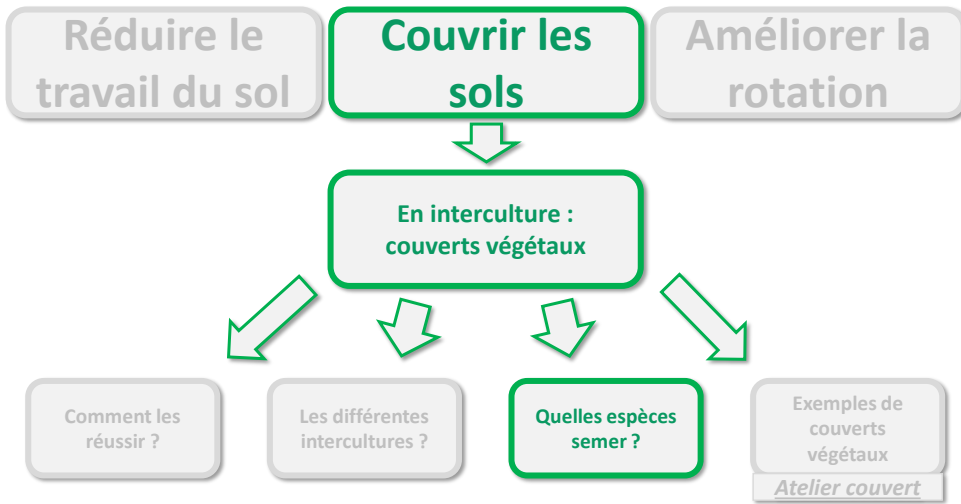 Réduire le
travail du sol
Couvrir les
sols
Améliorer la
rotation
En interculture :
couverts végétaux
Comment les
réussir ?
Les différentes
intercultures ?
Quelles espèces
semer ?
Exemples de
couverts
végétaux
Atelier couvert